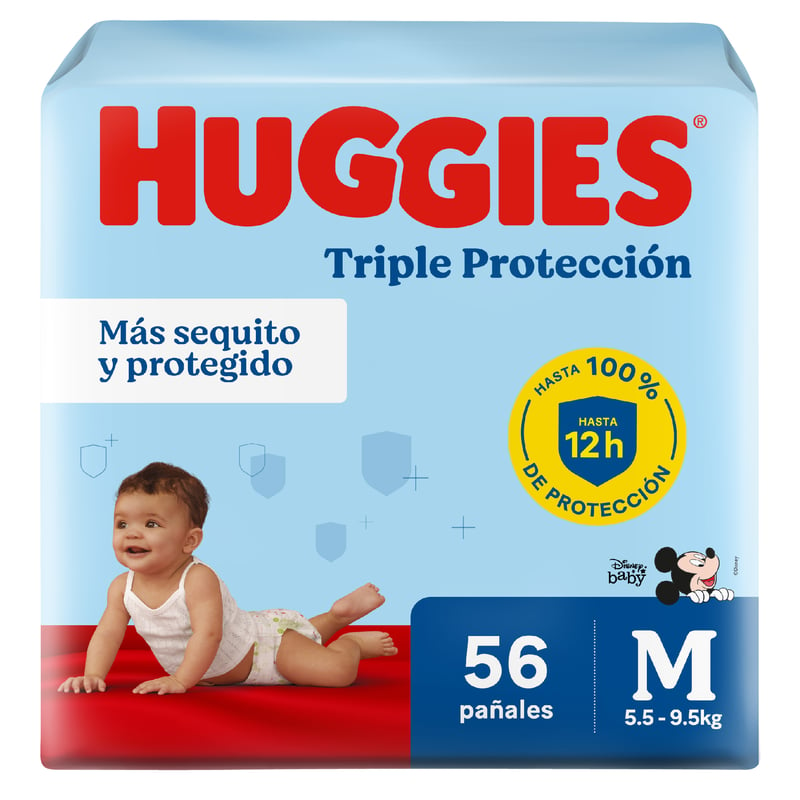 HUGGIES®
Triple Protección
Más sequito
y protegido
HASTA 100%
HASTA
12h
DE PROTECCIÓN
Disney
baby
©Disney
56
pañales
M
5.5 - 9.5kg